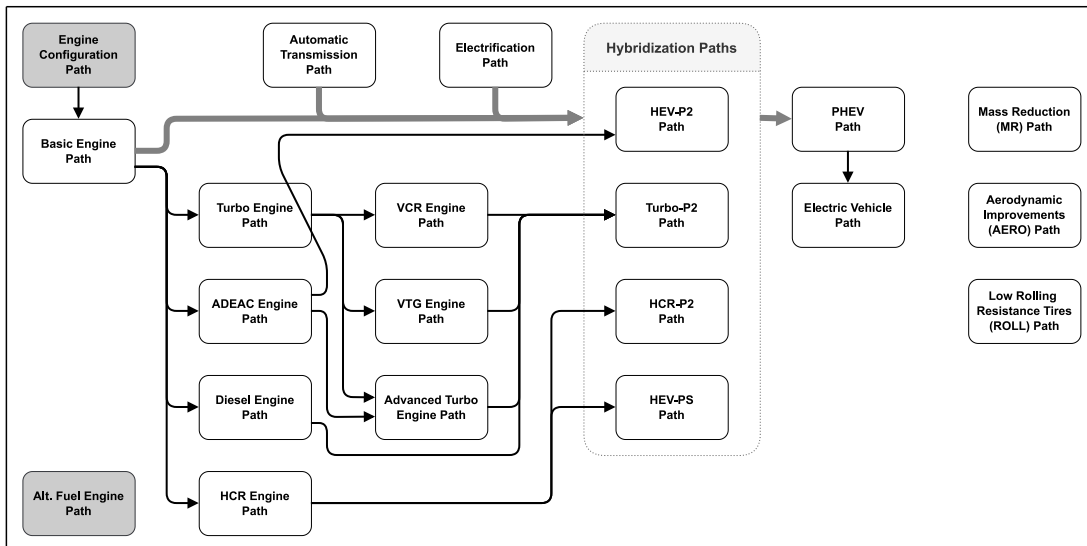 Engine
Configuration
Path
Automatic
Transmission
Path
Electrification
Path
Hybridization Paths
Basic Engine
Path
HEV-P2
Path
PHEV
Path
Mass Reduction
(MR) Path
Turbo Engine
Path
VCR Engine
Path
Turbo-P2
Path
Electric Vehicle
Path
Aerodynamic
Improvements
(AERO) Path
ADEAC Engine
Path
VTG Engine
Path
HCR-P2
Path
Low Rolling
Resistance Tires
(ROLL) Path
Diesel Engine
Path
Advanced Turbo
Engine Path
HEV-PS
Path
Alt. Fuel Engine
Path
HCR Engine
Path